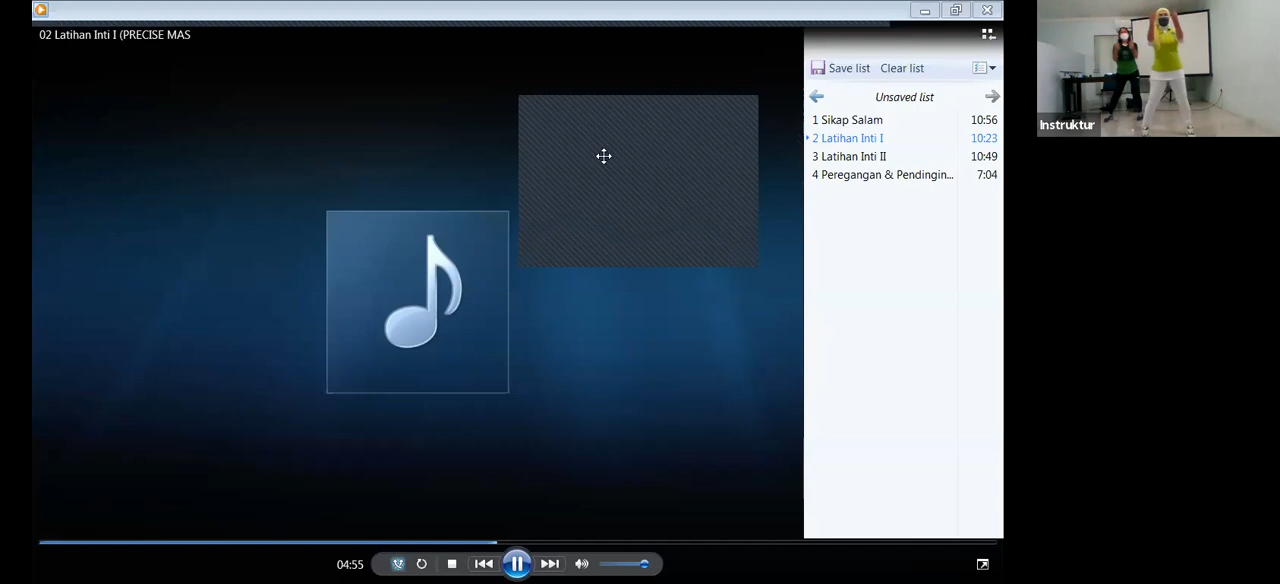 02 Latihan Inti I (PRECISE MAS
Save list Clear list
Unsaved list
1 Sikap Salam 10:56
2 Latihan Inti I 10:23
3 Latihan Inti II 10:49
4 Peregangan & Pendingin... 7:04
04:55
Instruktur